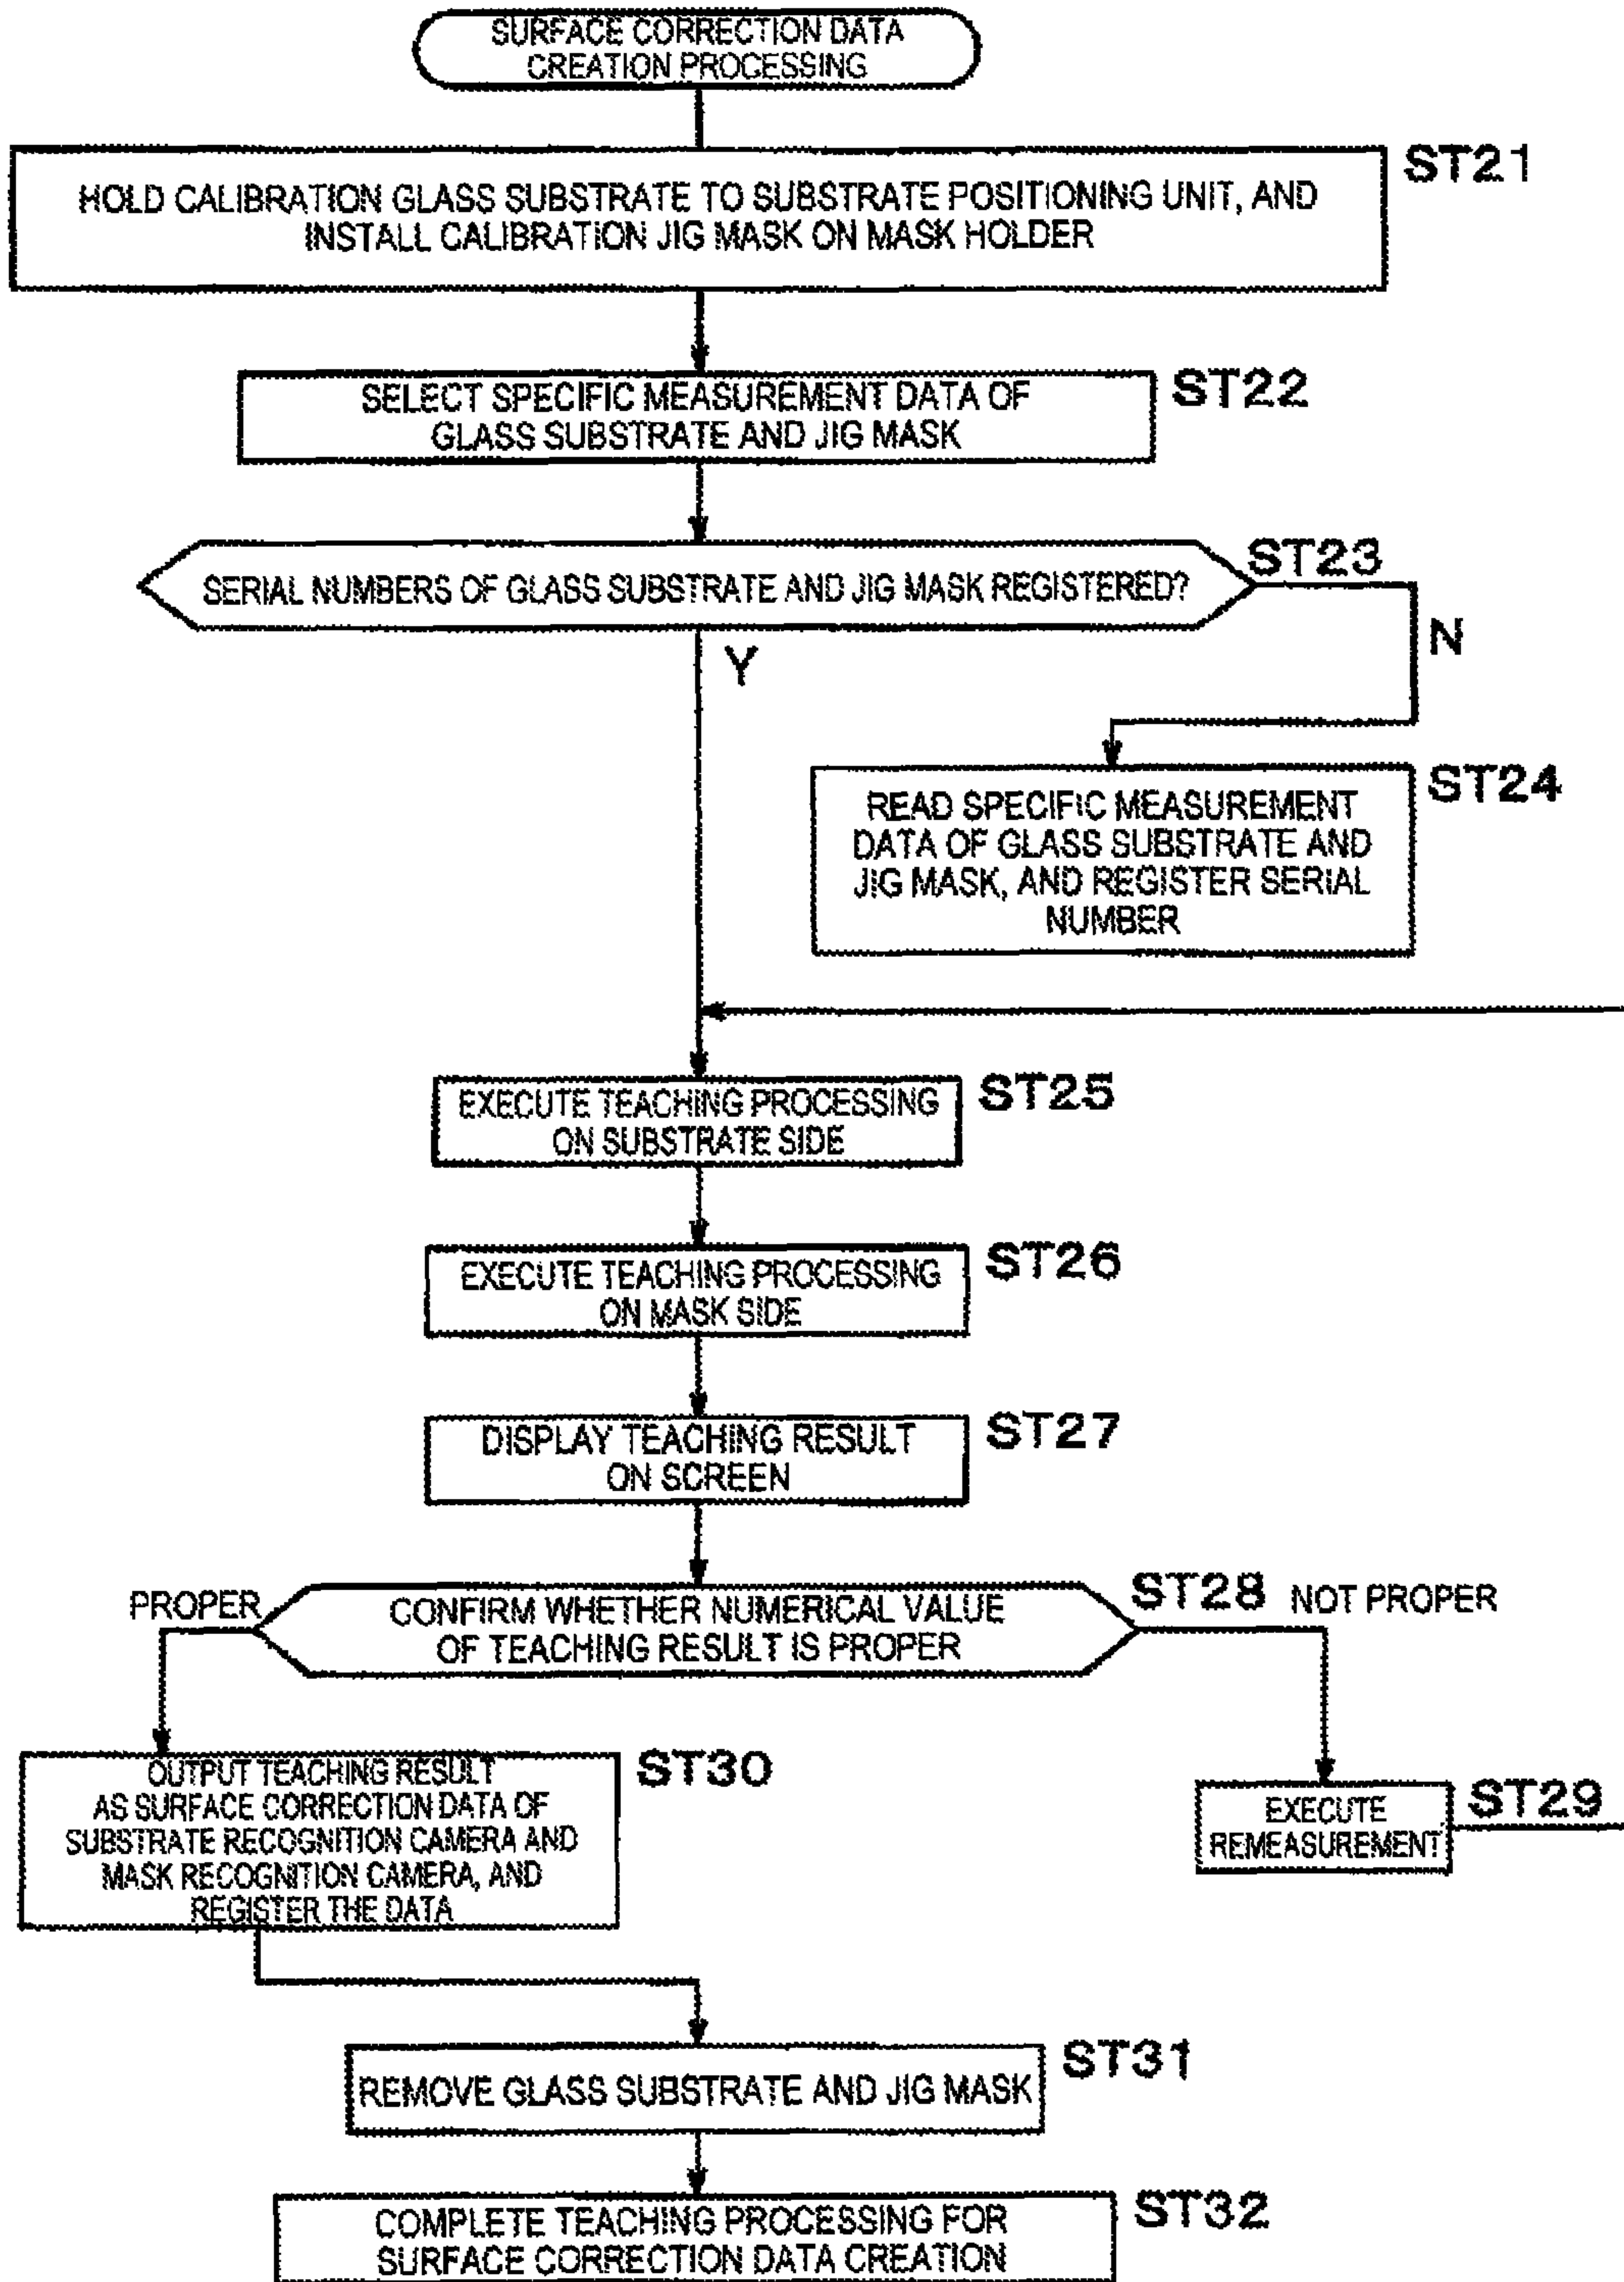 SURFACE CORRECTION DATA
CREATION PROCESSING
ST21
HOLD CALIBRATION GLASS SUBSTRATE TO SUBSTRATE POSITIONING UNIT, AND
INSTALL CALIBRATION JIG MASK ON MASK HOLDER
ST22
SELECT SPECIFIC MEASUREMENT DATA OF
GLASS SUBSTRATE AND JIG MASK
ST23
SERIAL NUMBERS OF GLASS SUBSTRATE AND JIG MASK REGISTERED?
N
Y
ST24
READ SPECIFIC MEASUREMENT
DATA OF GLASS SUBSTRATE AND
JIG MASK, AND REGISTER SERIAL
NUMBER
ST25
EXECUTE TEACHING PROCESSING
ON SUBSTRATE SIDE
ST26
EXECUTE TEACHING PROCESSING
ON MASK SIDE
ST27
DISPLAY TEACHING RESULT
ON SCREEN
ST28
PROPER
NOT PROPER
CONFIRM WHETHER NUMERICAL VALUE
OF TEACHING RESULT IS PROPER
ST30
OUTPUT TEACHING RESULT
AS SURFACE CORRECTION DATA OF
SUBSTRATE RECOGNITION CAMERA AND
MASK RECOGNITION CAMERA, AND
REGISTER THE DATA
ST29
EXECUTE
REMEASUREMENT
ST31
REMOVE GLASS SUBSTRATE AND JIG MASK
ST32
COMPLETE TEACHING PROCESSING FOR
SURFACE CORRECTION DATA CREATION